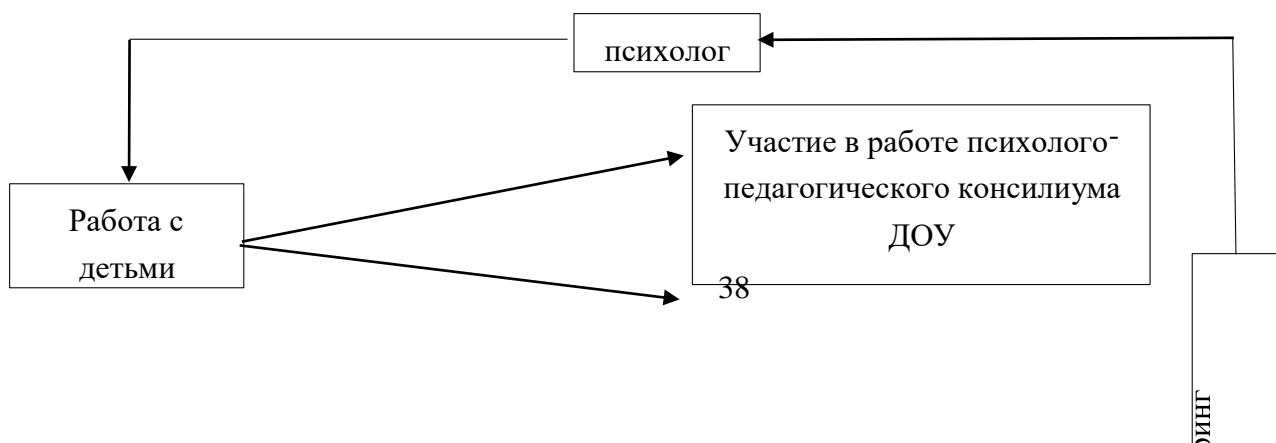 психолог
Участие в работе психолого-
педагогического консилиума
ДОУ
Работа с
детьми
38